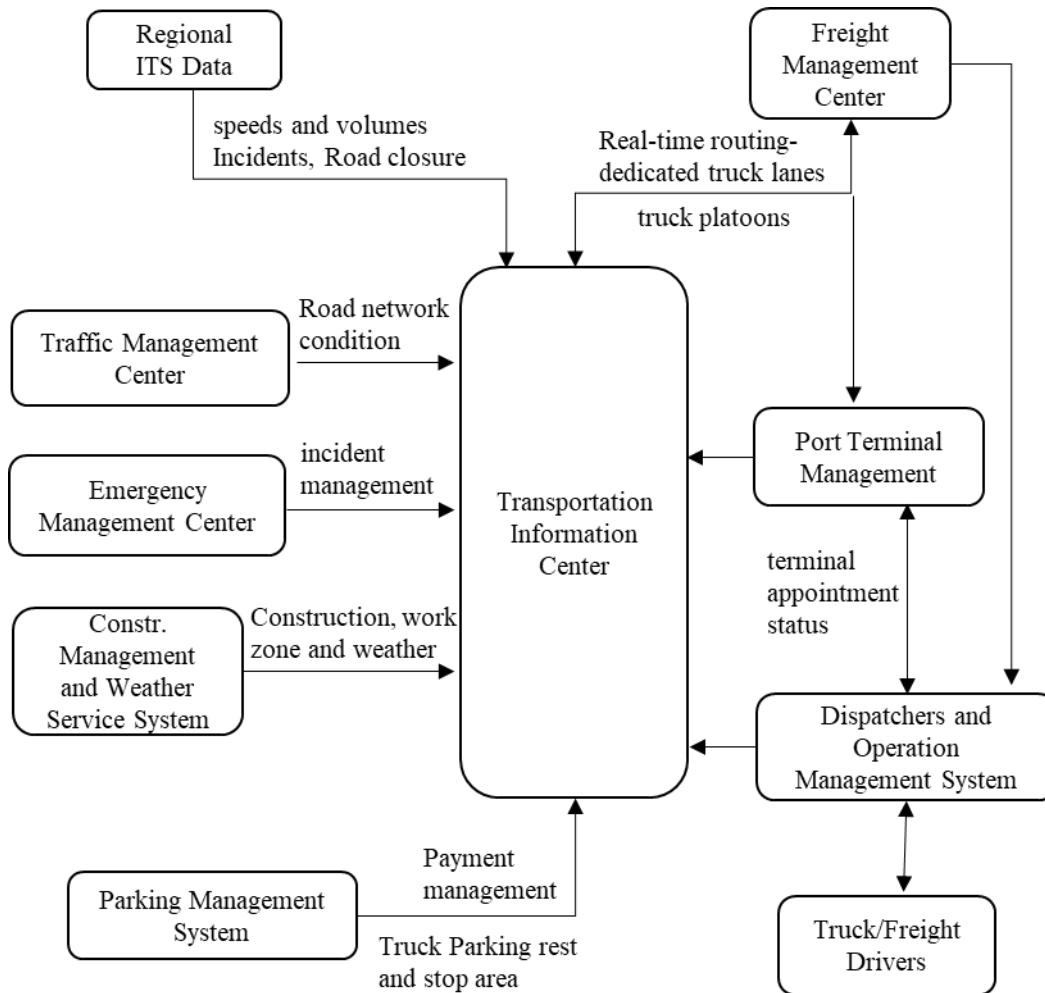 Regional
ITS Data
Freight
Management
Center
speeds and volumes
Incidents, Road closure
Real-time routing-
dedicated truck lanes
truck platoons
Traffic Management
Center
Road network
condition
Emergency
Management Center
incident
management
Constr.
Management
and Weather
Service System
Construction, work
zone and weather
Transportation
Information
Center
Port Terminal
Management
terminal
appointment
status
Dispatchers and
Operation
Management System
Parking Management
System
Payment
management
Truck Parking rest
and stop area
Truck/Freight
Drivers